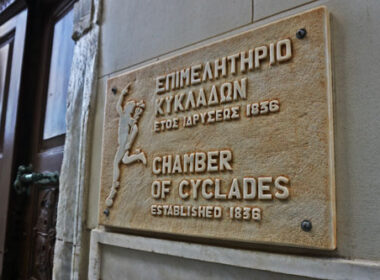 ΕΠΙΜΕΛΗΤΗΡΙΟ
ΚΥΚΛΑΔΩΝ
ΕΤΟΣ ΙΔΡΥΣΕΩΣ 1836
CHAMBER
OF CYCLADES
ESTABLISHED 1836